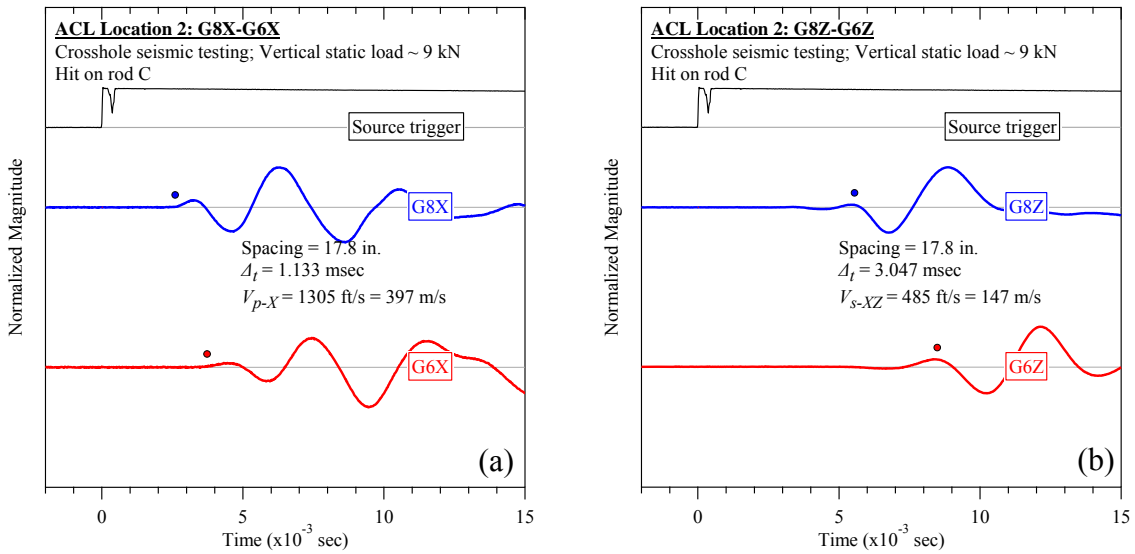 ACL Location 2: G8X-G6X
Crosshole seismic testing; Vertical static load ~ 9 kN
Hit on rod C
Source trigger
G8X
Spacing = 17.8 in.
Δt = 1.133 msec
Vp-X = 1305 ft/s = 397 m/s
G6X
(a)
Normalized Magnitude
0
5
10
15
Time (x10-3 sec)
ACL Location 2: G8Z-G6Z
Crosshole seismic testing; Vertical static load ~ 9 kN
Hit on rod C
Source trigger
G8Z
Spacing = 17.8 in.
Δt = 3.047 msec
Vs-XZ = 485 ft/s = 147 m/s
G6Z
(b)
Normalized Magnitude
0
5
10
15
Time (x10-3 sec)